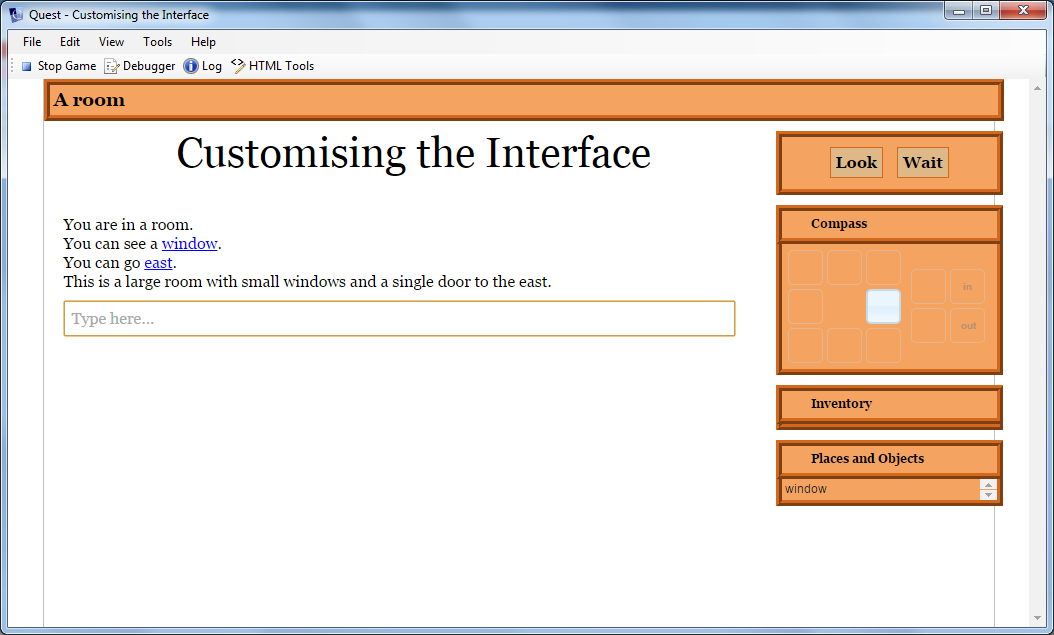 Quest - Customising the Interface
File Edit View Tools Help
Stop Game Debugger Log HTML Tools
A room
Customising the Interface
You are in a room.
You can see a window.
You can go east.
This is a large room with small windows and a single door to the east.
Type here...
Look Wait
Compass
in
out
Inventory
Places and Objects
window